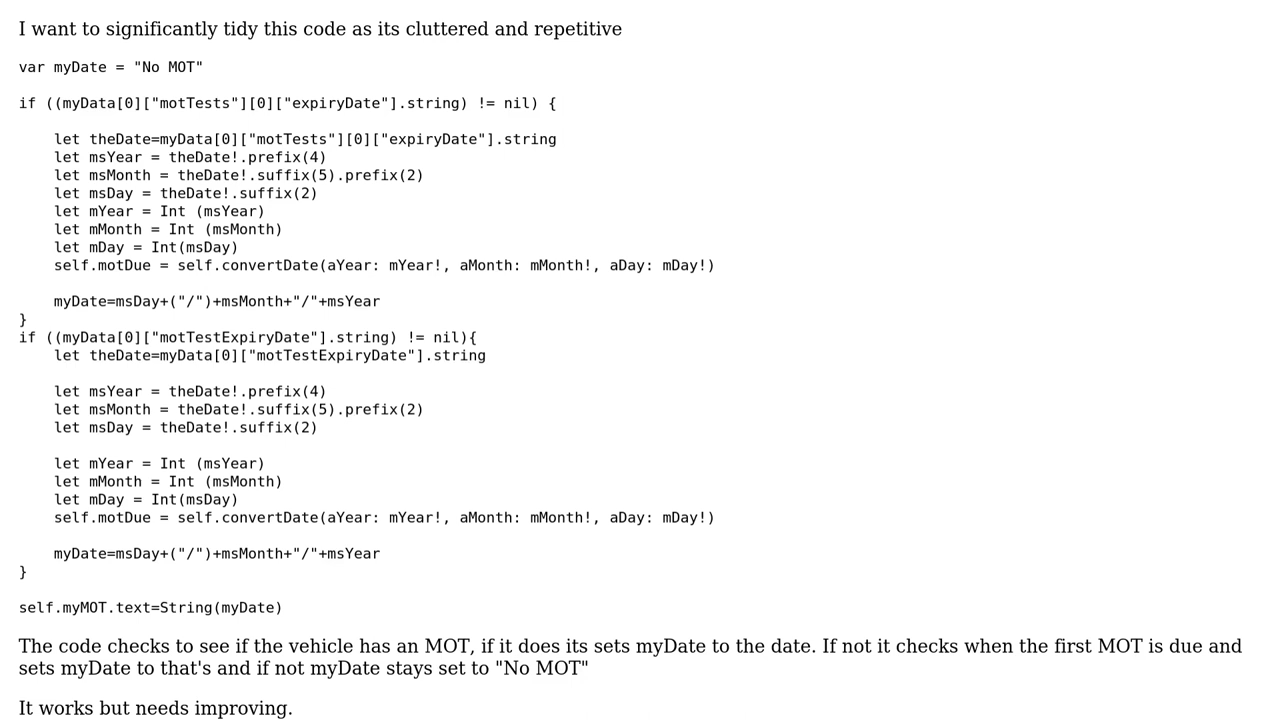 I want to significantly tidy this code as its cluttered and repetitive
var myDate = "No MOT"
if ((myData[0]["motTests"][0]["expiryDate"].string) != nil) {
    let theDate=myData[0]["motTests"][0]["expiryDate"].string
    let msYear = theDate!.prefix(4)
    let msMonth = theDate!.suffix(5).prefix(2)
    let msDay = theDate!.suffix(2)
    let mYear = Int (msYear)
    let mMonth = Int (msMonth)
    let mDay = Int(msDay)
    self.motDue = self.convertDate(aYear: mYear!, aMonth: mMonth!, aDay: mDay!)
    myDate=msDay+("/")+msMonth+"/"+msYear
}
if ((myData[0]["motTestExpiryDate"].string) != nil){
    let theDate=myData[0]["motTestExpiryDate"].string
    let msYear = theDate!.prefix(4)
    let msMonth = theDate!.suffix(5).prefix(2)
    let msDay = theDate!.suffix(2)
    let mYear = Int (msYear)
    let mMonth = Int (msMonth)
    let mDay = Int(msDay)
    self.motDue = self.convertDate(aYear: mYear!, aMonth: mMonth!, aDay: mDay!)
    myDate=msDay+("/")+msMonth+"/"+msYear
}
self.myMOT.text=String(myDate)
The code checks to see if the vehicle has an MOT, if it does its sets myDate to the date. If not it checks when the first MOT is due and
sets myDate to that's and if not myDate stays set to "No MOT"
It works but needs improving.